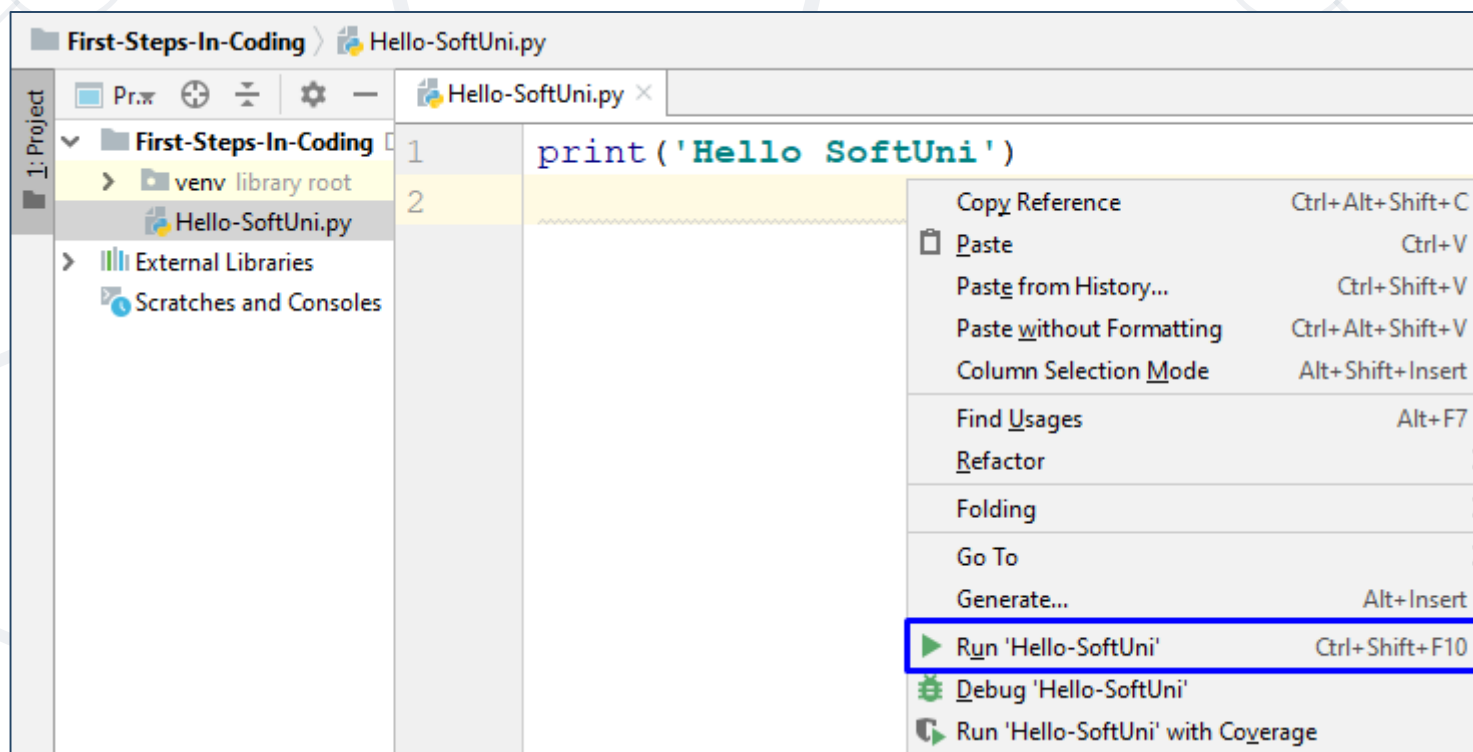 First-Steps-In-Coding Hello-SoftUni.py
1: Project
Pr.
Hello-SoftUni.py
First-Steps-In-Coding
venv library root
Hello-SoftUni.py
External Libraries
Scratches and Consoles
1 print('Hello SoftUni')
2
Copy Reference Ctrl+Alt+Shift+C
Paste Ctrl+V
Paste from History... Ctrl+Shift+V
Paste without Formatting Ctrl+Alt+Shift+V
Column Selection Mode Alt+Shift+Insert
Find Usages Alt+F7
Refactor
Folding
Go To
Generate... Alt+Insert
Run 'Hello-SoftUni' Ctrl+Shift+F10
Debug 'Hello-SoftUni'
Run 'Hello-SoftUni' with Coverage